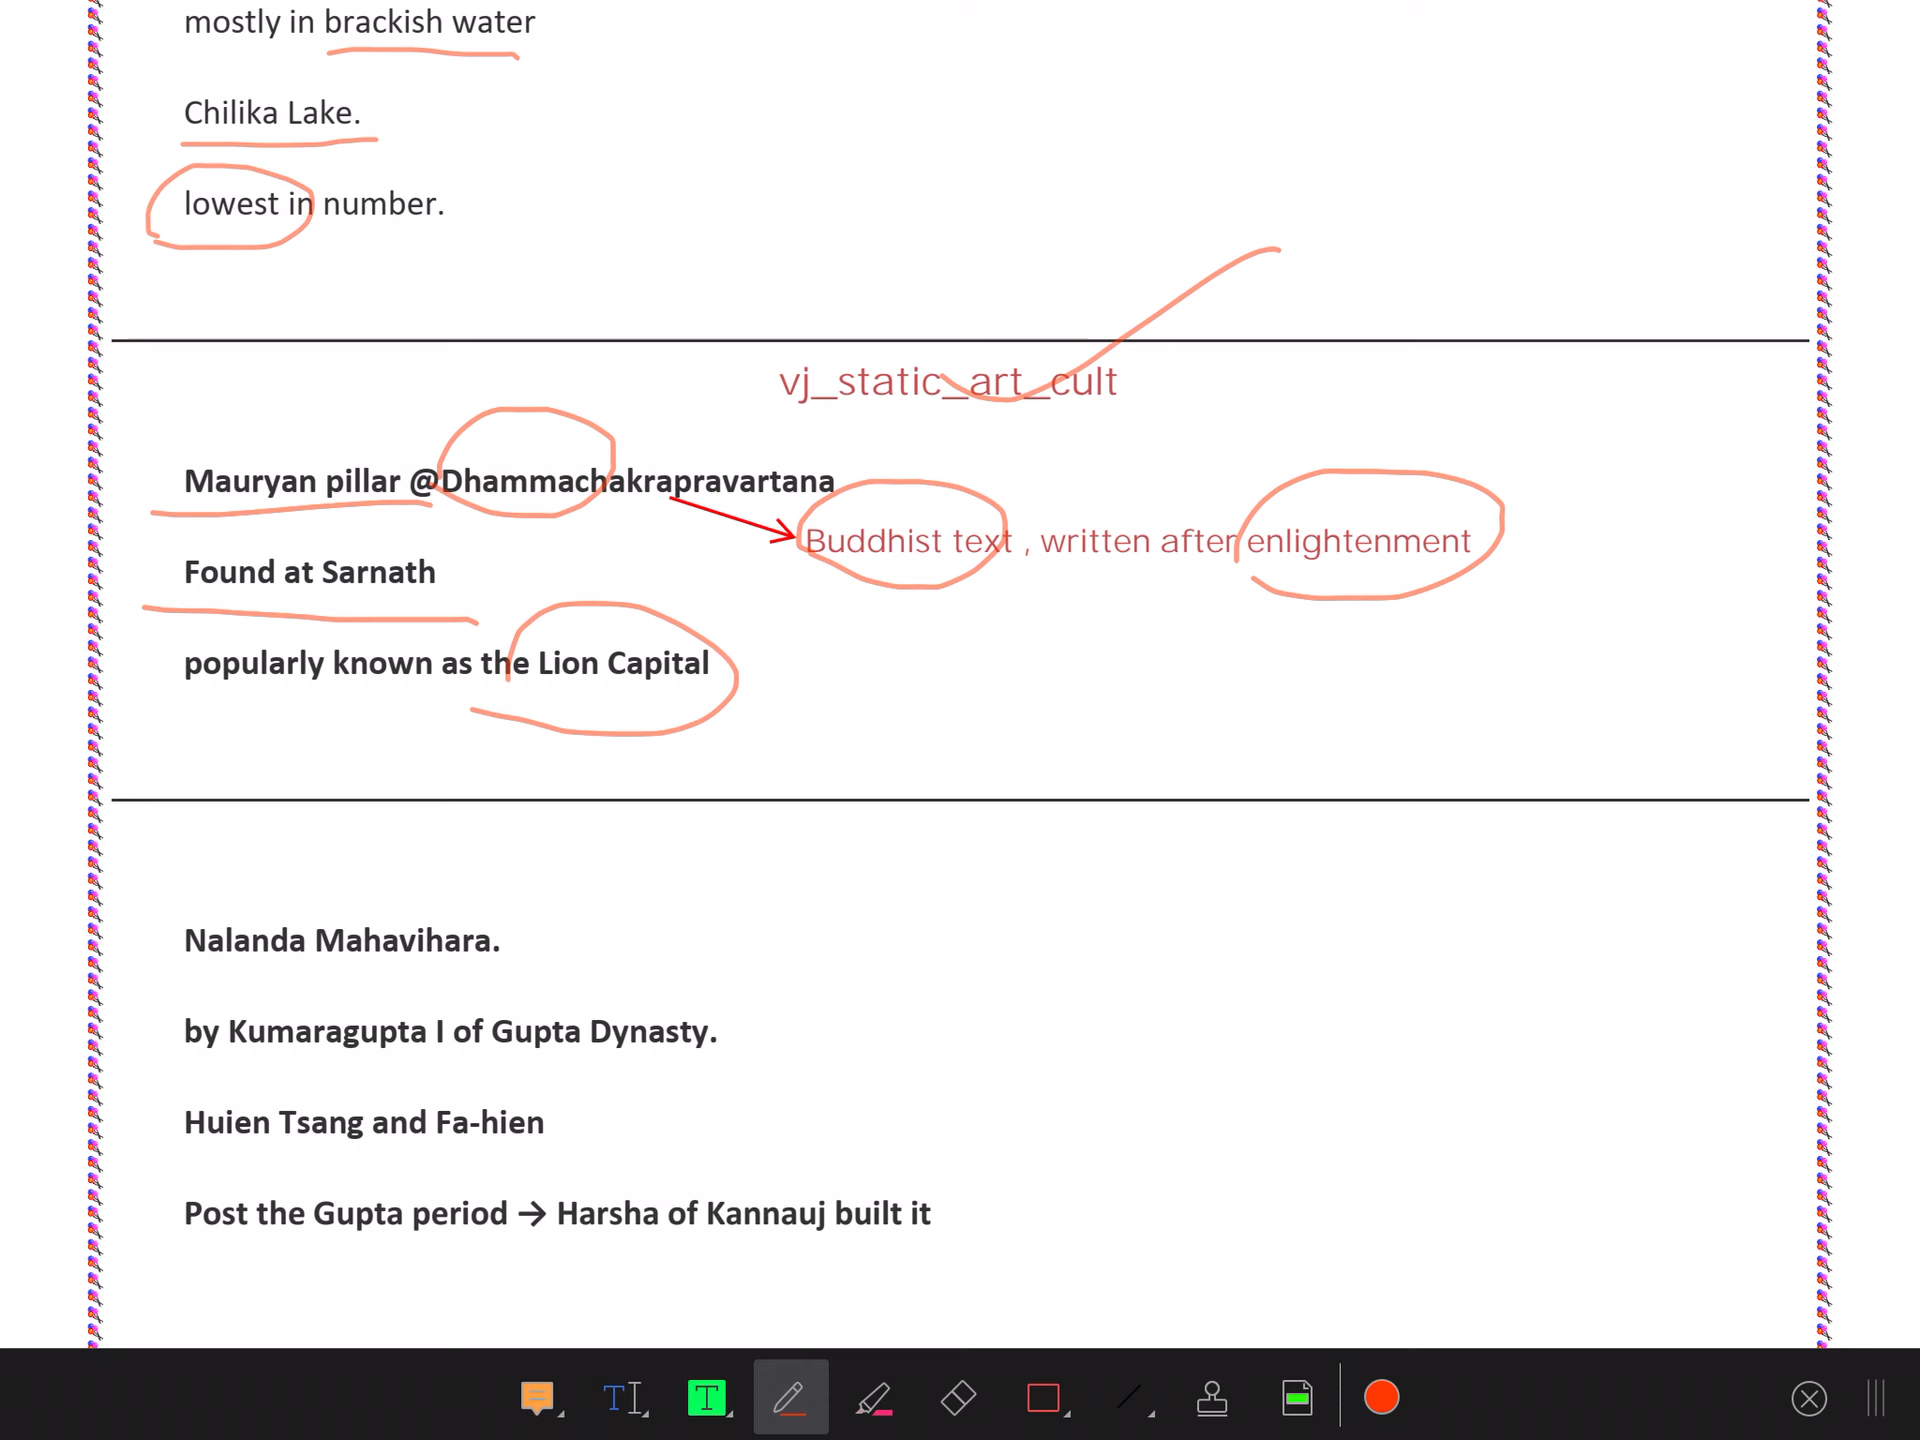 mostly in brackish water
Chilika Lake.
lowest in number.
vj_static_art_cult
Mauryan pillar @Dhammachakrapravartana
Buddhist text , written after enlightenment
Found at Sarnath
popularly known as the Lion Capital
Nalanda Mahavihara.
by Kumaragupta I of Gupta Dynasty.
Huien Tsang and Fa-hien
Post the Gupta period → Harsha of Kannauj built it